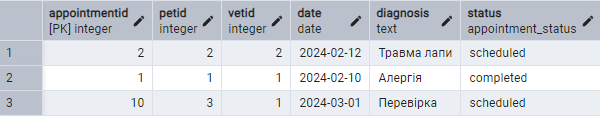 appointmentid petid vetid date diagnosis status
[PK] integer integer integer date text appointment_status
1 2 2 2 2024-02-12 Травма лапи scheduled
2 1 1 1 2024-02-10 Алергія completed
3 10 3 1 2024-03-01 Перевірка scheduled